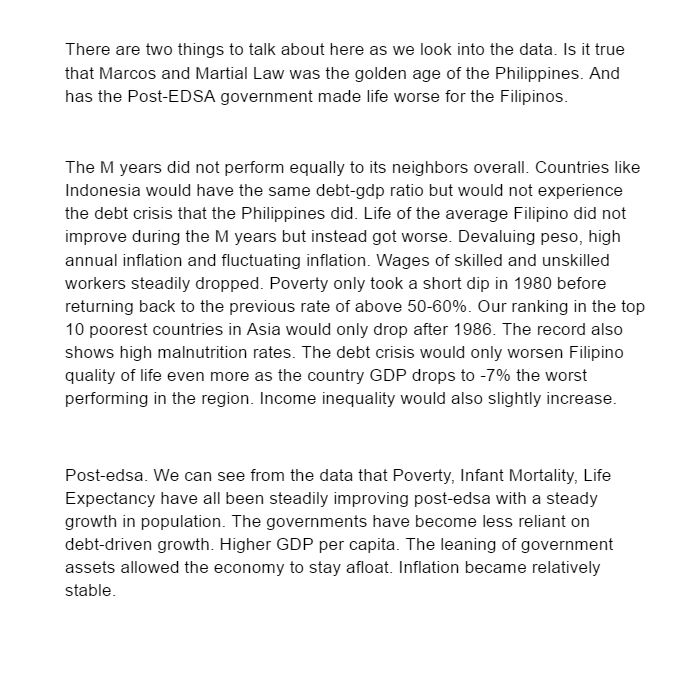 There are two things to talk about here as we look into the data. Is it true
that Marcos and Martial Law was the golden age of the Philippines. And
has the Post-EDSA government made life worse for the Filipinos.
The M years did not perform equally to its neighbors overall. Countries like
Indonesia would have the same debt-gdp ratio but would not experience
the debt crisis that the Philippines did. Life of the average Filipino did not
improve during the M years but instead got worse. Devaluing peso, high
annual inflation and fluctuating inflation. Wages of skilled and unskilled
workers steadily dropped. Poverty only took a short dip in 1980 before
returning back to the previous rate of above 50-60%. Our ranking in the top
10 poorest countries in Asia would only drop after 1986. The record also
shows high malnutrition rates. The debt crisis would only worsen Filipino
quality of life even more as the country GDP drops to -7% the worst
performing in the region. Income inequality would also slightly increase.
Post-edsa. We can see from the data that Poverty, Infant Mortality, Life
Expectancy have all been steadily improving post-edsa with a steady
growth in population. The governments have become less reliant on
debt-driven growth. Higher GDP per capita. The leaning of government
assets allowed the economy to stay afloat. Inflation became relatively
stable.